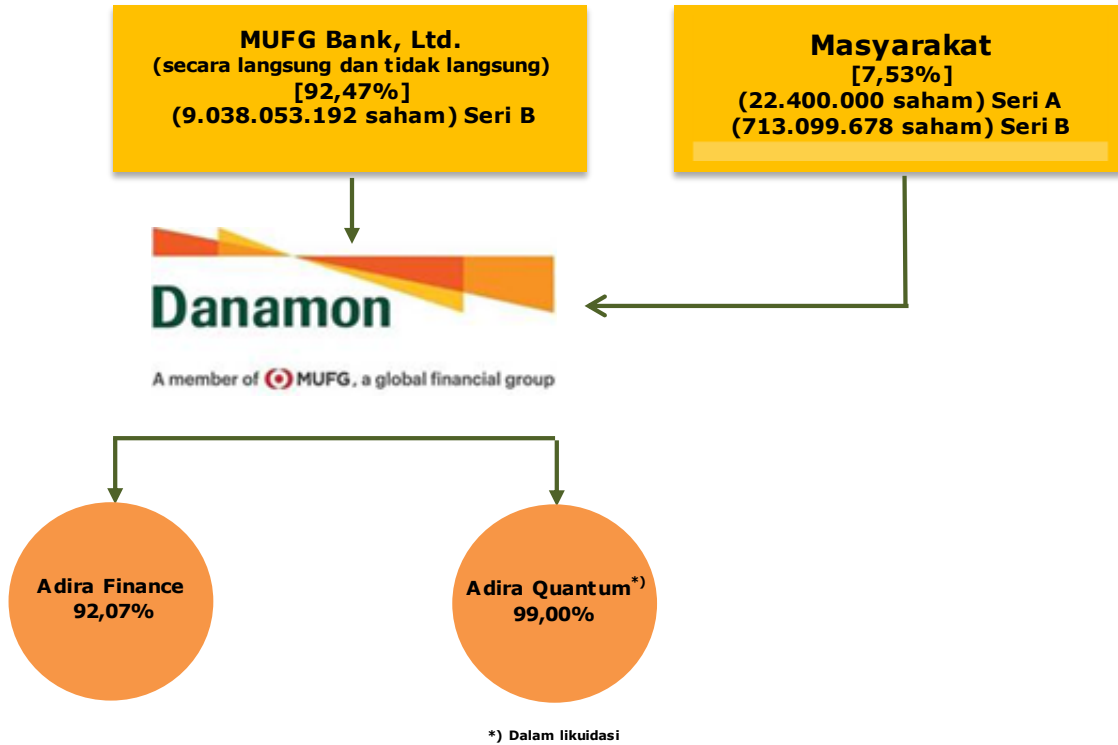 MUFG Bank, Ltd.
(secara langsung dan tidak langsung)
[92,47%]
(9.038.053.192 saham) Seri B
Masyarakat
[7,53%]
(22.400.000 saham) Seri A
(713.099.678 saham) Seri B
Danamon
A member of MUFG, a global financial group
Adira Finance
92,07%
Adira Quantum*)
99,00%
*) Dalam likuidasi